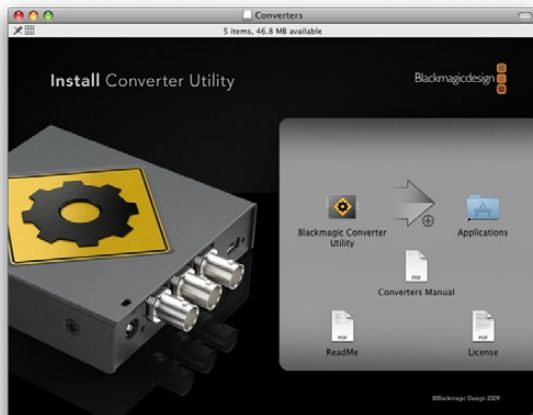 Converters
5 items, 46.8 MB available
Install Converter Utility
Blackmagicdesign
Blackmagic Converter
Utility
Applications
PDF
Converters Manual
PDF
ReadMe
PDF
License
©Blackmagic Design 2009